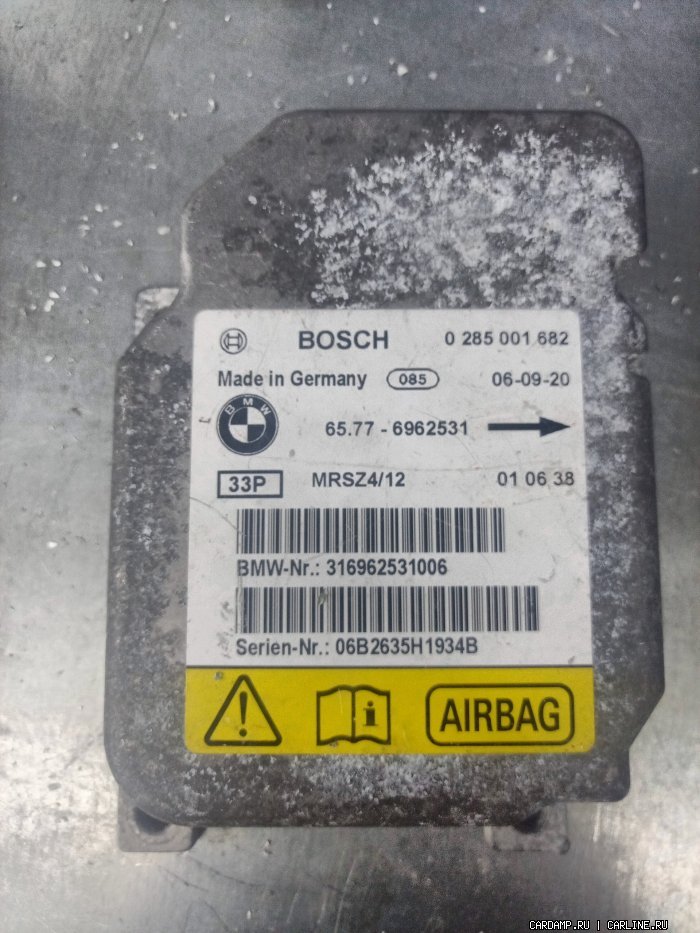 BOSCH 0 285 001 682
Made in Germany 085 06-09-20
BMW
65.77 - 6962531
33P MRSZ4/12 01 06 38
BMW-Nr.: 316962531006
Serien-Nr.: 06B2635H1934B
! i AIRBAG
CARDAMP.RU | CARLINE.RU